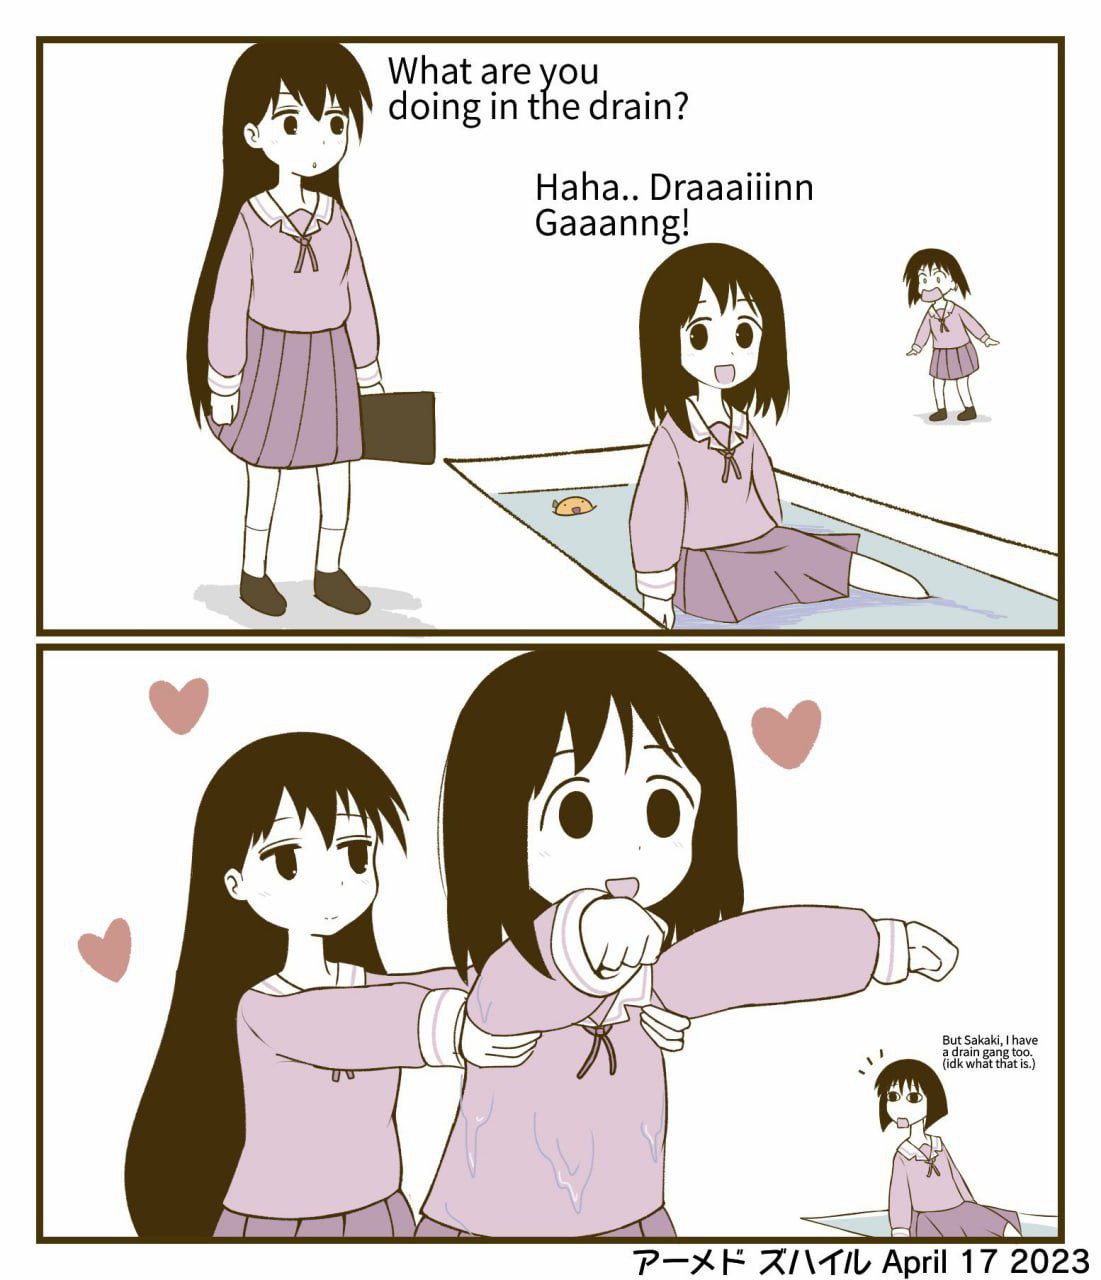 What are you
doing in the drain?
Haha.. Draaaiiinn
Gaaanng!
But Sakaki, I have
a drain gang too.
(idk what that is.)
アーメド ズハイル April 17 2023